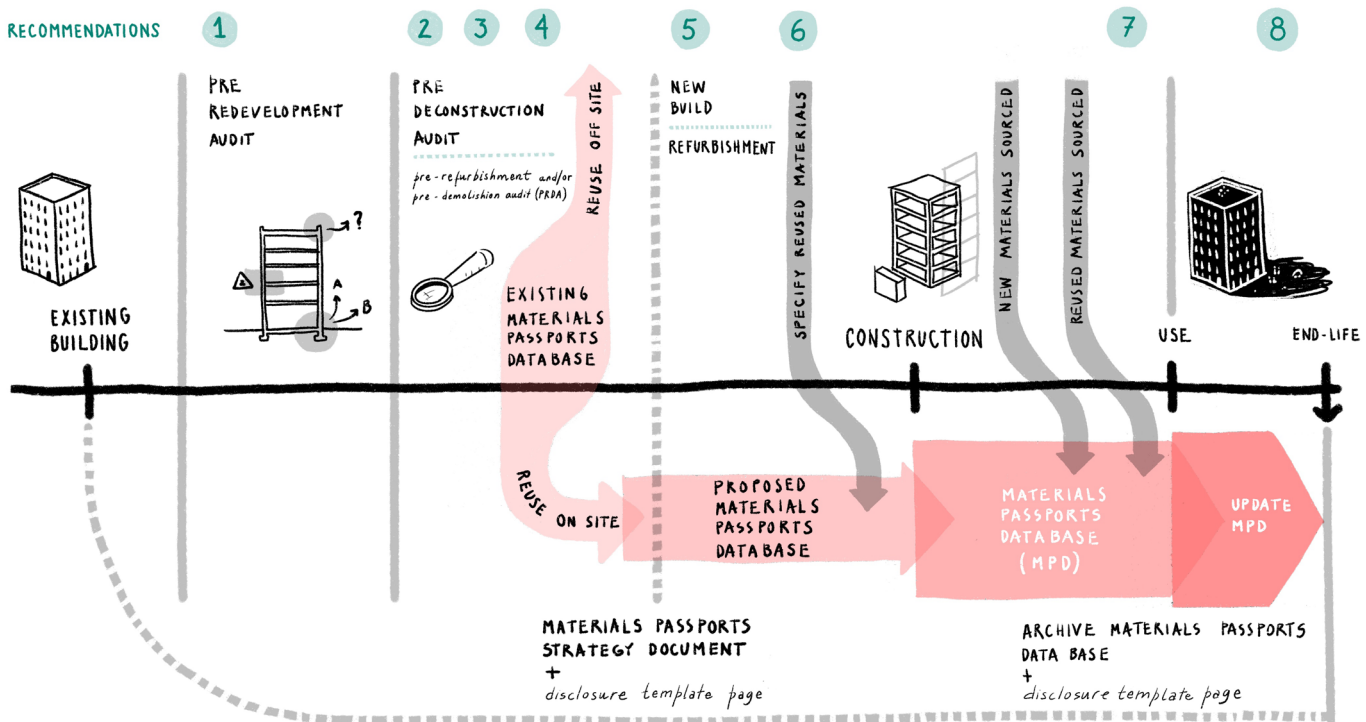 RECOMMENDATIONS
1
2
3
4
5
6
7
8
PRE
REDEVELOPMENT
AUDIT
PRE
DECONSTRUCTION
AUDIT
pre-refurbishment and/or
pre-demolishion audit (PRDA)
REUSE OFF SITE
NEW
BUILD
REFURBISHMENT
SPECIFY REUSED MATERIALS
NEW MATERIALS SOURCED
REUSED MATERIALS SOURCED
?
A
B
EXISTING
BUILDING
EXISTING
MATERIALS
PASSPORTS
DATABASE
CONSTRUCTION
USE
END-LIFE
REUSE ON SITE
PROPOSED
MATERIALS
PASSPORTS
DATABASE
MATERIALS
PASSPORTS
DATABASE
(MPD)
UPDATE
MPD
MATERIALS PASSPORTS
STRATEGY DOCUMENT
+
disclosure template page
ARCHIVE MATERIALS PASSPORTS
DATA BASE
+
disclosure template page